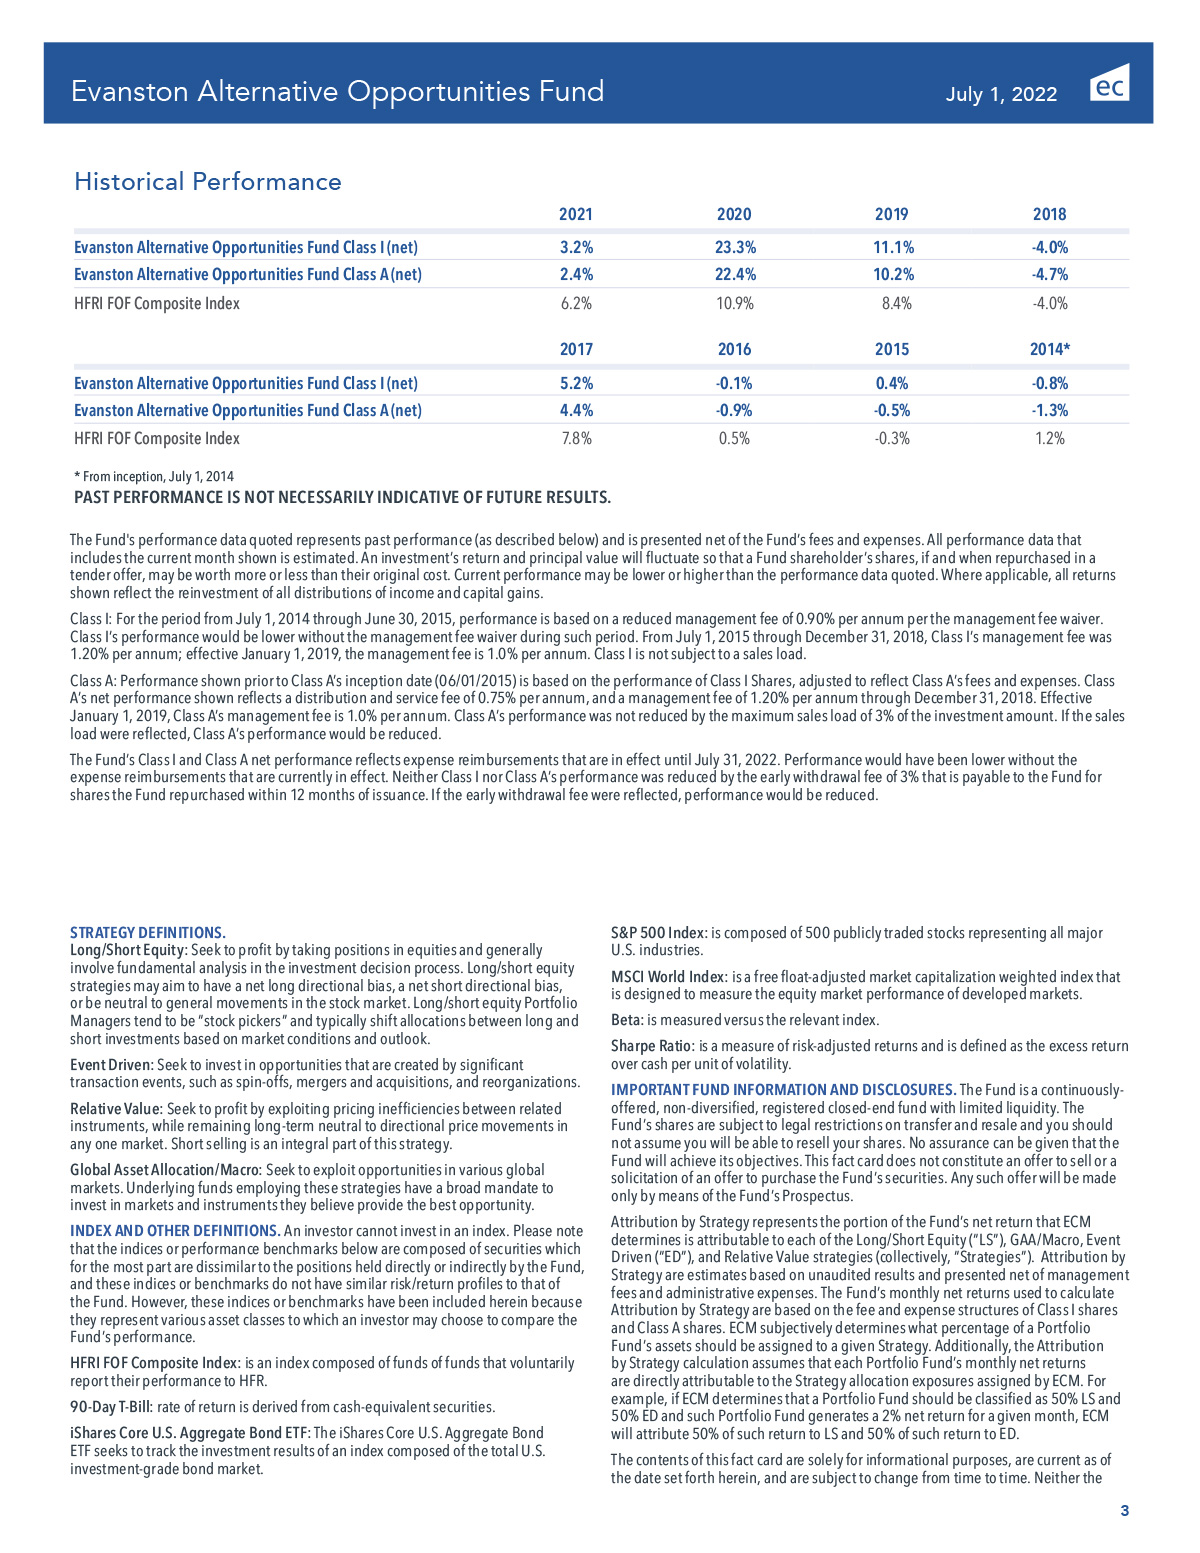 Evanston Alternative Opportunities Fund
July 1, 2022
ec
Historical Performance
2021 2020 2019 2018
Evanston Alternative Opportunities Fund Class I (net) 3.2% 23.3% 11.1% -4.0%
Evanston Alternative Opportunities Fund Class A (net) 2.4% 22.4% 10.2% -4.7%
HFRI FOF Composite Index 6.2% 10.9% 8.4% -4.0%
2017 2016 2015 2014*
Evanston Alternative Opportunities Fund Class I (net) 5.2% -0.1% 0.4% -0.8%
Evanston Alternative Opportunities Fund Class A (net) 4.4% -0.9% -0.5% -1.3%
HFRI FOF Composite Index 7.8% 0.5% -0.3% 1.2%
* From inception, July 1, 2014
PAST PERFORMANCE IS NOT NECESSARILY INDICATIVE OF FUTURE RESULTS.
The Fund's performance data quoted represents past performance (as described below) and is presented net of the Fund's fees and expenses. All performance data that
includes the current month shown is estimated. An investment's return and principal value will fluctuate so that a Fund shareholder's shares, if and when repurchased in a
tender offer, may be worth more or less than their original cost. Current performance may be lower or higher than the performance data quoted. Where applicable, all returns
shown reflect the reinvestment of all distributions of income and capital gains.
Class I: For the period from July 1, 2014 through June 30, 2015, performance is based on a reduced management fee of 0.90% per annum per the management fee waiver.
Class I's performance would be lower without the management fee waiver during such period. From July 1, 2015 through December 31, 2018, Class I's management fee was
1.20% per annum; effective January 1, 2019, the management fee is 1.0% per annum. Class I is not subject to a sales load.
Class A: Performance shown prior to Class A's inception date (06/01/2015) is based on the performance of Class I Shares, adjusted to reflect Class A's fees and expenses. Class
A's net performance shown reflects a distribution and service fee of 0.75% per annum, and a management fee of 1.20% per annum through December 31, 2018. Effective
January 1, 2019, Class A's management fee is 1.0% per annum. Class A's performance was not reduced by the maximum sales load of 3% of the investment amount. If the sales
load were reflected, Class A's performance would be reduced.
The Fund's Class I and Class A net performance reflects expense reimbursements that are in effect until July 31, 2022. Performance would have been lower without the
expense reimbursements that are currently in effect. Neither Class I nor Class A's performance was reduced by the early withdrawal fee of 3% that is payable to the Fund for
shares the Fund repurchased within 12 months of issuance. If the early withdrawal fee were reflected, performance would be reduced.
STRATEGY DEFINITIONS.
Long/Short Equity: Seek to profit by taking positions in equities and generally
involve fundamental analysis in the investment decision process. Long/short equity
strategies may aim to have a net long directional bias, a net short directional bias,
or be neutral to general movements in the stock market. Long/short equity Portfolio
Managers tend to be "stock pickers" and typically shift allocations between long and
short investments based on market conditions and outlook.
Event Driven: Seek to invest in opportunities that are created by significant
transaction events, such as spin-offs, mergers and acquisitions, and reorganizations.
Relative Value: Seek to profit by exploiting pricing inefficiencies between related
instruments, while remaining long-term neutral to directional price movements in
any one market. Short selling is an integral part of this strategy.
Global Asset Allocation/Macro: Seek to exploit opportunities in various global
markets. Underlying funds employing these strategies have a broad mandate to
invest in markets and instruments they believe provide the best opportunity.
INDEX AND OTHER DEFINITIONS. An investor cannot invest in an index. Please note
that the indices or performance benchmarks below are composed of securities which
for the most part are dissimilar to the positions held directly or indirectly by the Fund,
and these indices or benchmarks do not have similar risk/return profiles to that of
the Fund. However, these indices or benchmarks have been included herein because
they represent various asset classes to which an investor may choose to compare the
Fund's performance.
HFRI FOF Composite Index: is an index composed of funds of funds that voluntarily
report their performance to HFR.
90-Day T-Bill: rate of return is derived from cash-equivalent securities.
iShares Core U.S. Aggregate Bond ETF: The iShares Core U.S. Aggregate Bond
ETF seeks to track the investment results of an index composed of the total U.S.
investment-grade bond market.
S&P 500 Index: is composed of 500 publicly traded stocks representing all major
U.S. industries.
MSCI World Index: is a free float-adjusted market capitalization weighted index that
is designed to measure the equity market performance of developed markets.
Beta: is measured versus the relevant index.
Sharpe Ratio: is a measure of risk-adjusted returns and is defined as the excess return
over cash per unit of volatility.
IMPORTANT FUND INFORMATION AND DISCLOSURES. The Fund is a continuously-
offered, non-diversified, registered closed-end fund with limited liquidity. The
Fund's shares are subject to legal restrictions on transfer and resale and you should
not assume you will be able to resell your shares. No assurance can be given that the
Fund will achieve its objectives. This fact card does not constitute an offer to sell or a
solicitation of an offer to purchase the Fund's securities. Any such offer will be made
only by means of the Fund's Prospectus.
Attribution by Strategy represents the portion of the Fund's net return that ECM
determines is attributable to each of the Long/Short Equity ("LS"), GAA/Macro, Event
Driven ("ED"), and Relative Value strategies (collectively, "Strategies"). Attribution by
Strategy are estimates based on unaudited results and presented net of management
fees and administrative expenses. The Fund's monthly net returns used to calculate
Attribution by Strategy are based on the fee and expense structures of Class I shares
and Class A shares. ECM subjectively determines what percentage of a Portfolio
Fund's assets should be assigned to a given Strategy. Additionally, the Attribution
by Strategy calculation assumes that each Portfolio Fund's monthly net returns
are directly attributable to the Strategy allocation exposures assigned by ECM. For
example, if ECM determines that a Portfolio Fund should be classified as 50% LS and
50% ED and such Portfolio Fund generates a 2% net return for a given month, ECM
will attribute 50% of such return to LS and 50% of such return to ED.
The contents of this fact card are solely for informational purposes, are current as of
the date set forth herein, and are subject to change from time to time. Neither the
3